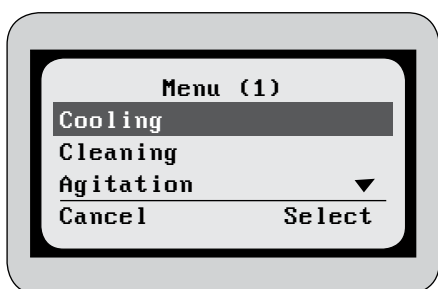 Menu (1)
Cooling
Cleaning
Agitation ▼
Cancel Select